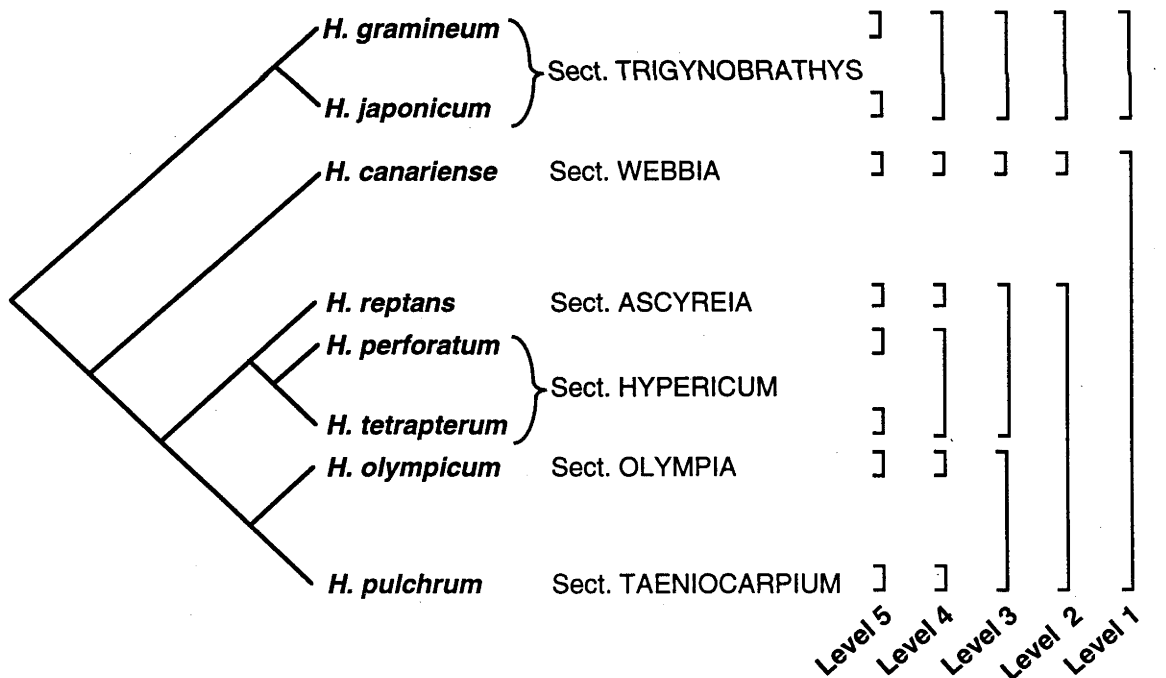 H. gramineum
Sect. TRIGYNOBRATHYS
H. japonicum
H. canariense Sect. WEBBIA
H. reptans Sect. ASCYREIA
H. perforatum
Sect. HYPERICUM
H. tetrapterum
H. olympicum Sect. OLYMPIA
H. pulchrum Sect. TAENIOCARPIUM
Level 5 Level 4 Level 3 Level 2 Level 1